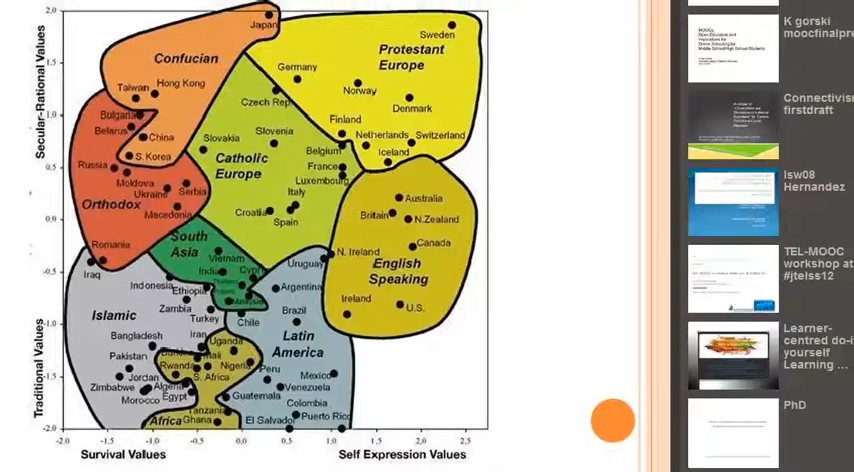 2,0
1,5
1,0
0,5
0,0
-0,5
-1,0
-1,5
-2,0
Secular-Rational Values
Traditional Values
Japan
Sweden
Confucian
Protestant
Europe
Germany
Hong Kong
Taiwan
Norway
Czech Rep.
Denmark
Bulgaria
Belarus
China
Finland
Slovenia
Slovakia
Netherlands
Switzerland
Belgium
Iceland
S. Korea
Catholic
Europe
France
Russia
Luxembourg
Moldova
Ukraine
Serbia
Italy
Australia
Orthodox
Macedonia
Croatia
Spain
Britain
N.Zealand
South
Asia
Romania
Vietnam
Canada
N. Ireland
Uruguay
Iraq
India
English
Speaking
Indonesia
Ethiopia
Argentina
Ireland
U.S.
Zambia
Turkey
Islamic
Brazil
Chile
Latin
America
Bangladesh
Iran
Uganda
Mali
Pakistan
Rwanda
Nigeria
Peru
Mexico
Jordan
S. Africa
Zimbabwe
Algeria
Venezuela
Morocco
Egypt
Guatemala
Colombia
Tanzania
Africa
Ghana
El Salvador
Puerto Rico
-2,0
-1,5
-1,0
-0,5
0,0
0,5
1,0
1,5
2,0
Survival Values
Self Expression Values
K gorski
moocfinalpre
Connectivism
firstdraft
lsw08
Hernandez
TEL-MOOC
workshop at
#jtelss12
Learner-
centred do-i
yourself
Learning ...
PhD